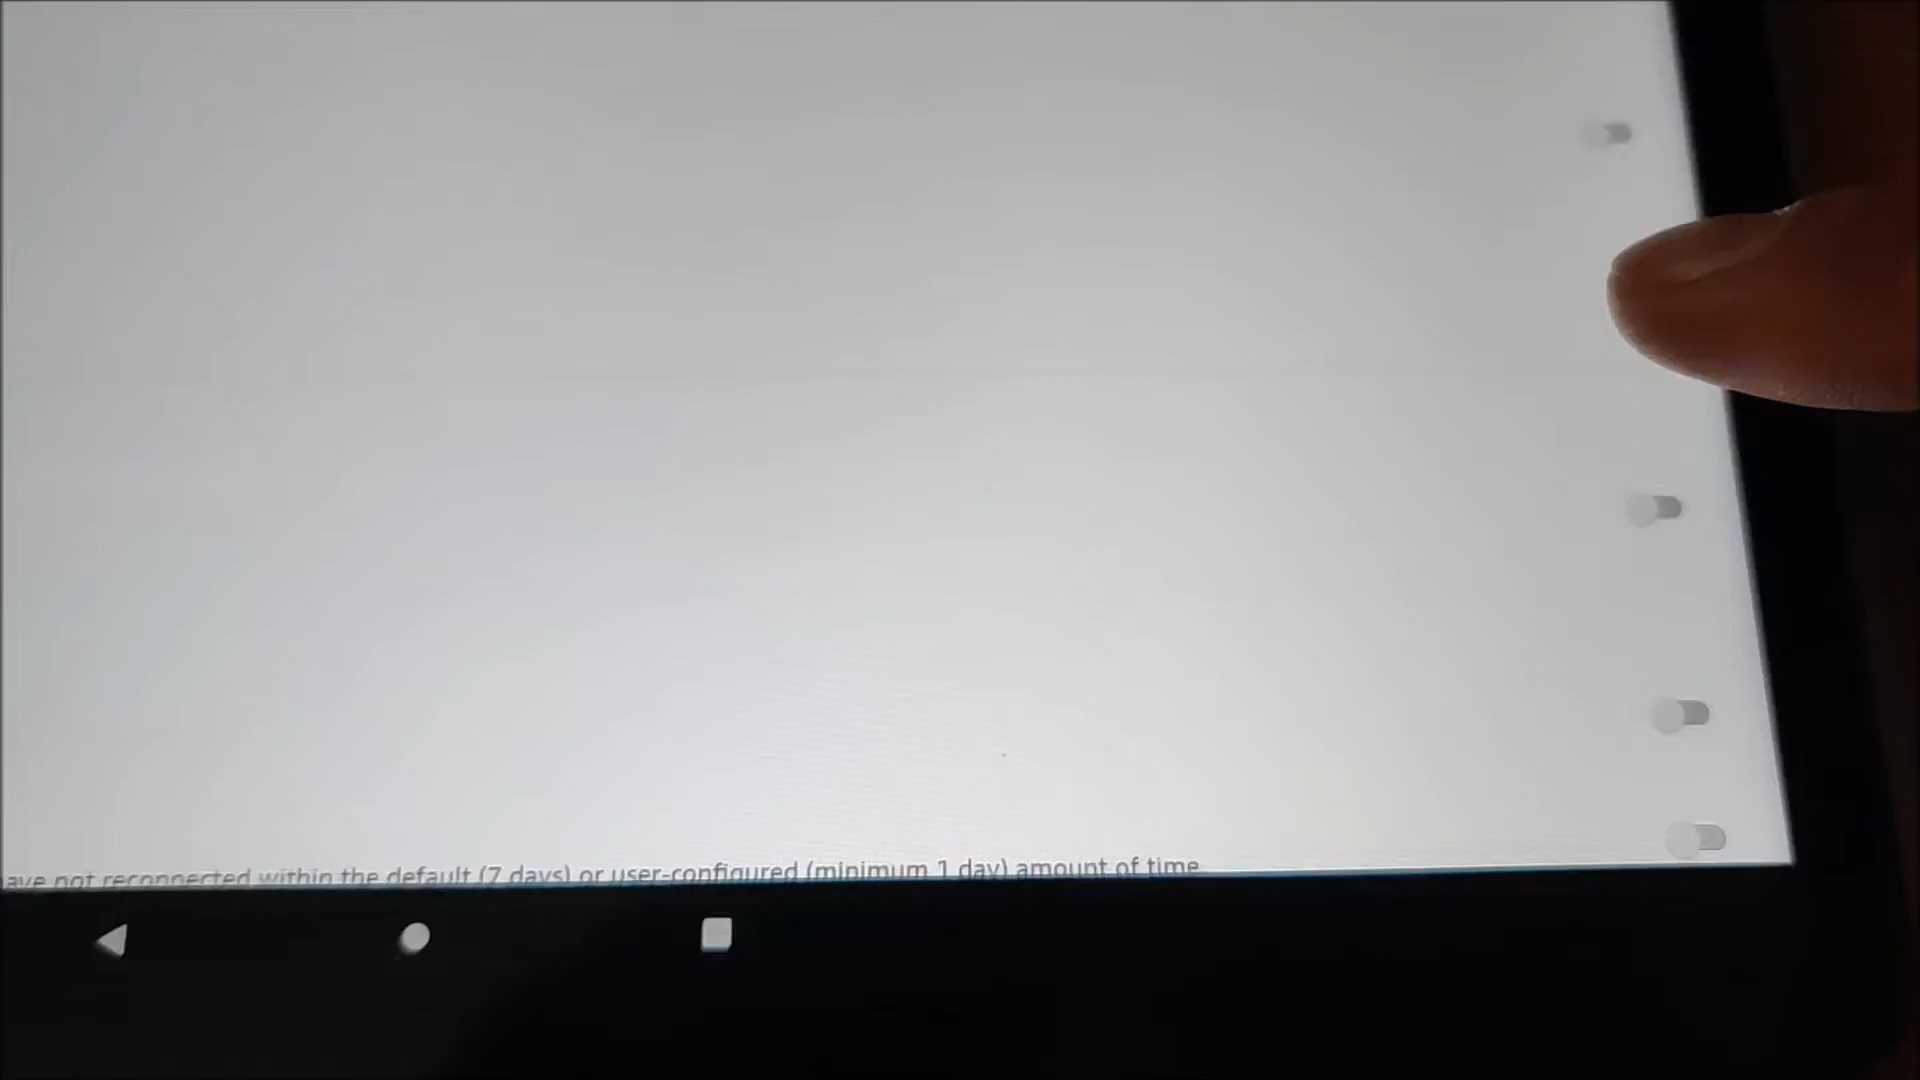 ave not reconnected within the default (7 days) or user-configured (minimum 1 day) amount of time